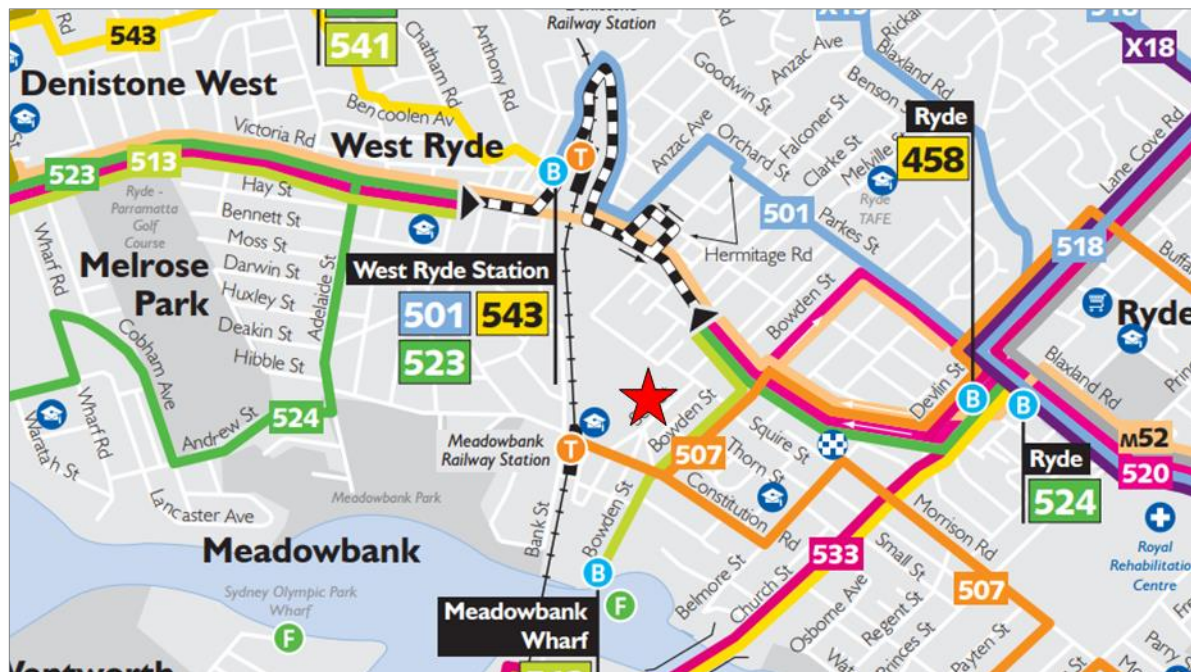 543
541
Railway Station
X18
Denistone West
Chatham Rd
Anthony Rd
Bencoolen Av
Goodwin St
Anzac Ave
Blaxland Rd
Benson
Falconer St
Clarke St
Melville
Orchard St
Anzac Ave
Victoria Rd
West Ryde
B
T
Ryde
458
Lane Cove Rd
523
513
Hay St
Ryde -
Parramatta
Golf
Course
Bennett St
Moss St
Darwin St
Huxley St
Deakin St
Hibble St
Adelaide St
Wharf Rd
Melrose
Park
Ryde
TAFE
501
Parkes St
518
Hermitage Rd
West Ryde Station
501
543
523
Bowden St
Ryde
Blaxland Rd
Devlin St
B
B
Cobham Ave
Wharf Rd
Andrew St
524
Waratah St
Lancaster Ave
Meadowbank
Railway Station
T
Bowden St
507
Squire St
Thorn St
Constitution Rd
M52
520
Ryde
524
Meadowbank Park
Meadowbank
Bank St
Bowden St
B
F
Belmore St
Church St
533
Morrison Rd
Small St
Osborne Ave
Regent St
Princes St
507
Payten St
Royal
Rehabilitatio
Centre
Sydney Olympic Park
Wharf
F
Meadowbank
Wharf
Parry